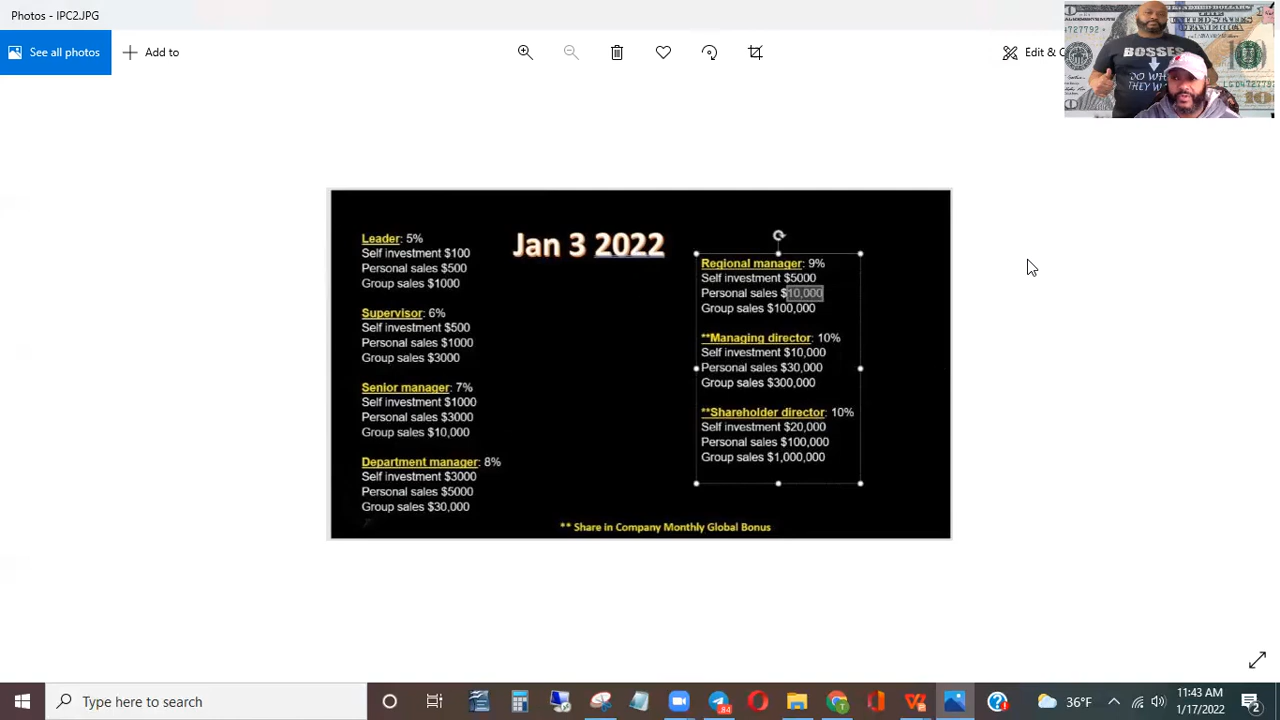 Photos - IPC2.JPG
See all photos
Add to
Edit & C
BOSSES
DO WH
THEY WA
Jan 3 2022
Leader: 5%
Self investment $100
Personal sales $500
Group sales $1000
Supervisor: 6%
Self investment $500
Personal sales $1000
Group sales $3000
Senior manager: 7%
Self investment $1000
Personal sales $3000
Group sales $10,000
Department manager: 8%
Self investment $3000
Personal sales $5000
Group sales $30,000
Regional manager: 9%
Self investment $5000
Personal sales $10,000
Group sales $100,000
**Managing director: 10%
Self investment $10,000
Personal sales $30,000
Group sales $300,000
**Shareholder director: 10%
Self investment $20,000
Personal sales $100,000
Group sales $1,000,000
** Share in Company Monthly Global Bonus
Type here to search
84
36°F
11:43 AM
1/17/2022
2